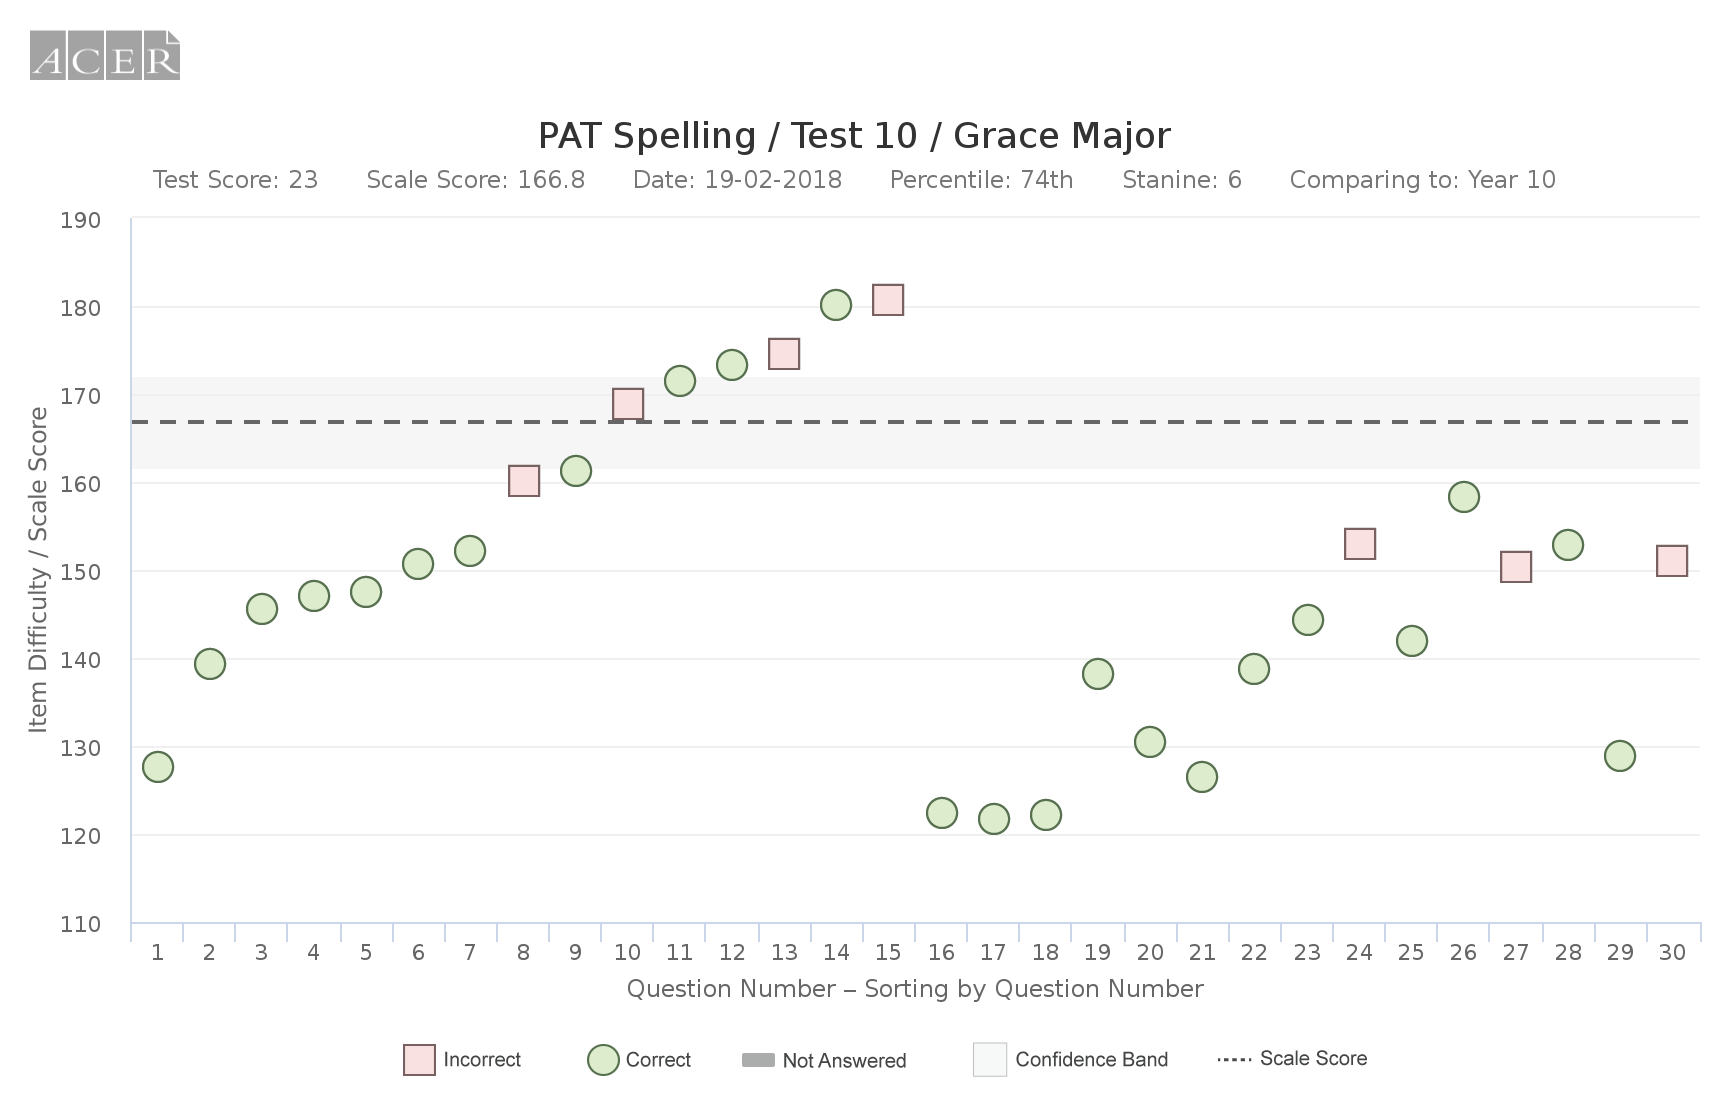 ACER
PAT Spelling / Test 10 / Grace Major
Test Score: 23 Scale Score: 166.8 Date: 19-02-2018 Percentile: 74th Stanine: 6 Comparing to: Year 10
190
180
170
160
150
140
130
120
110
Item Difficulty / Scale Score
1 2 3 4 5 6 7 8 9 10 11 12 13 14 15 16 17 18 19 20 21 22 23 24 25 26 27 28 29 30
Question Number – Sorting by Question Number
Incorrect Correct Not Answered Confidence Band Scale Score